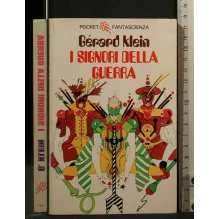 POCKET FANTASCIENZA
Gérard Klein
I SIGNORI DELLA
GUERRA
G. KLEIN I SIGNORI DELLA GUERRA